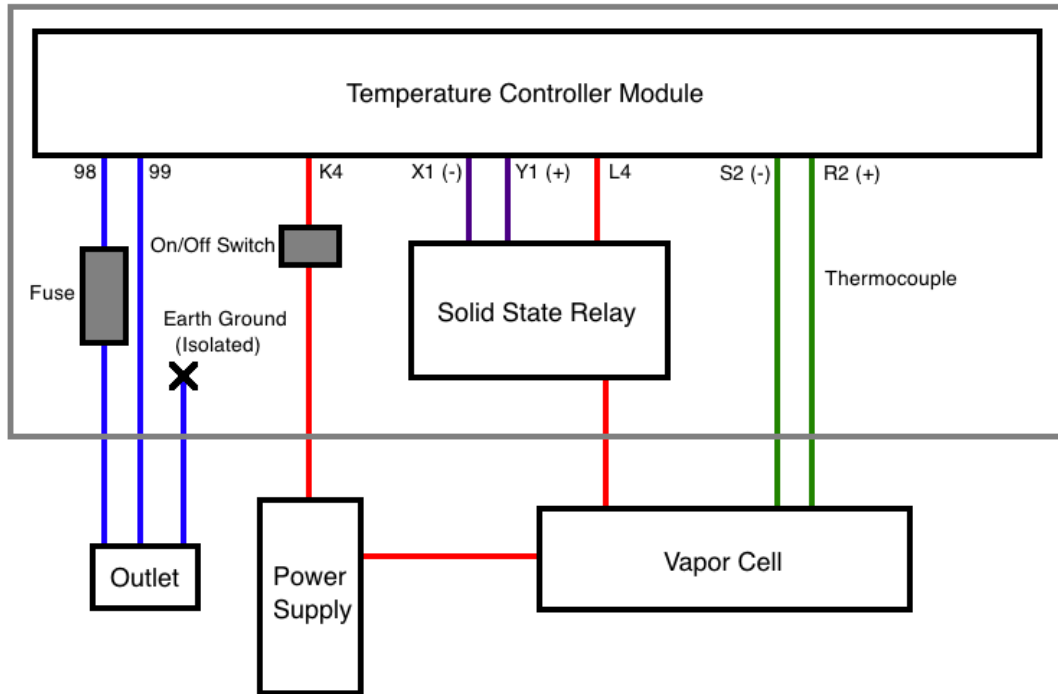 Temperature Controller Module
98
99
K4
X1 (-)
Y1 (+)
L4
S2 (-)
R2 (+)
On/Off Switch
Fuse
Earth Ground
(Isolated)
Solid State Relay
Thermocouple
Outlet
Power
Supply
Vapor Cell